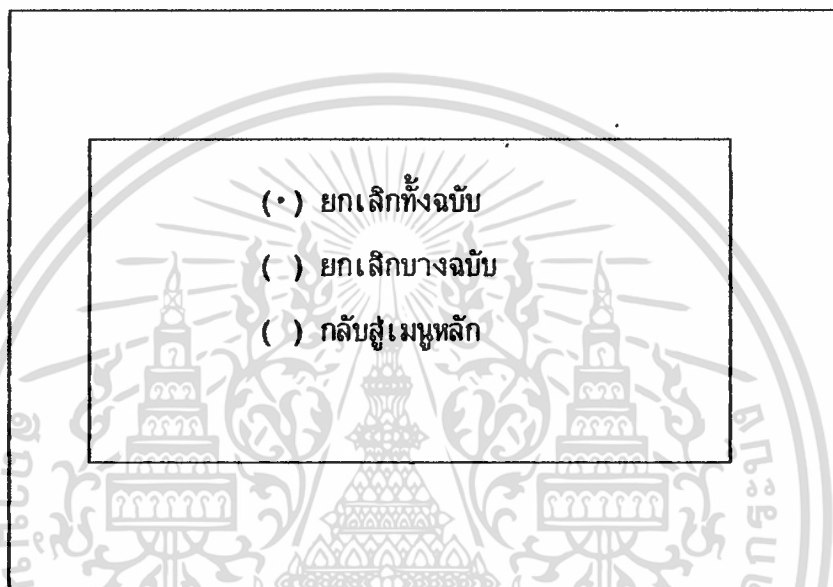 (·) ยกเลิกทั้งฉบับ
( ) ยกเลิกบางฉบับ
( ) กลับสู่เมนูหลัก